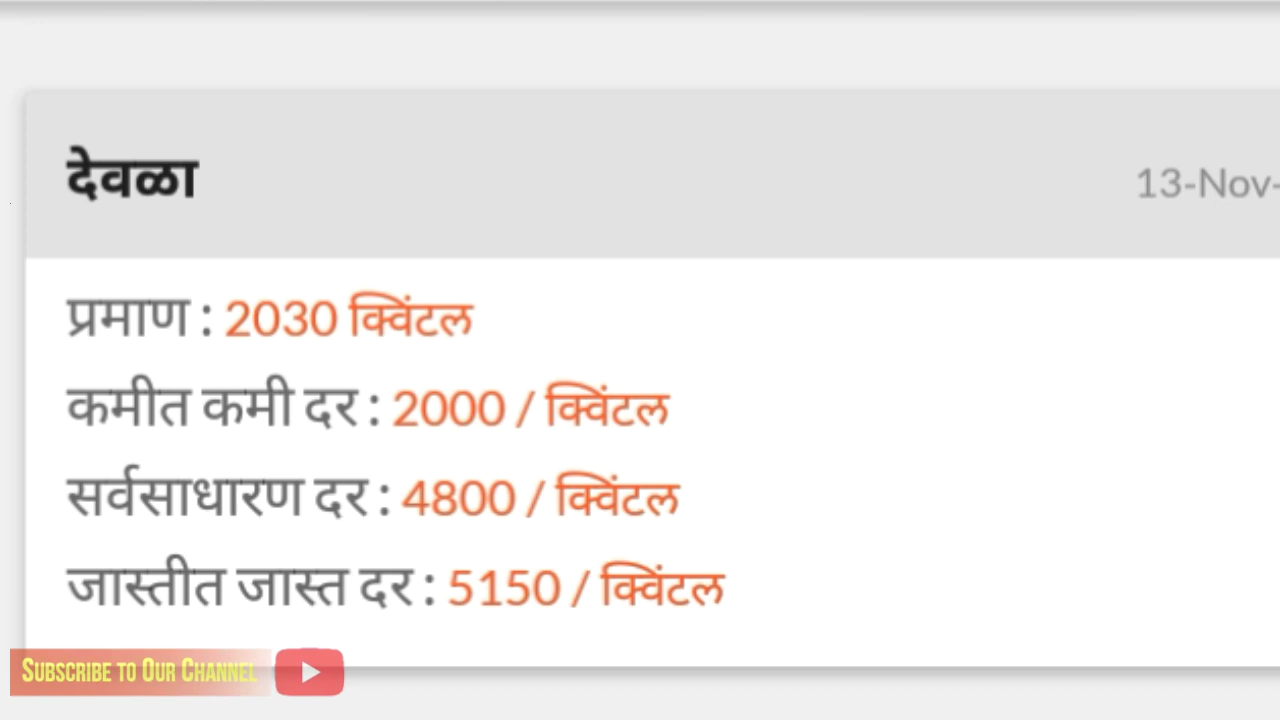 देवळा
13-Nov-
प्रमाण : 2030 क्विंटल
कमीत कमी दर : 2000 / क्विंटल
सर्वसाधारण दर : 4800 / क्विंटल
जास्तीत जास्त दर : 5150 / क्विंटल
SUBSCRIBE TO OUR CHANNEL